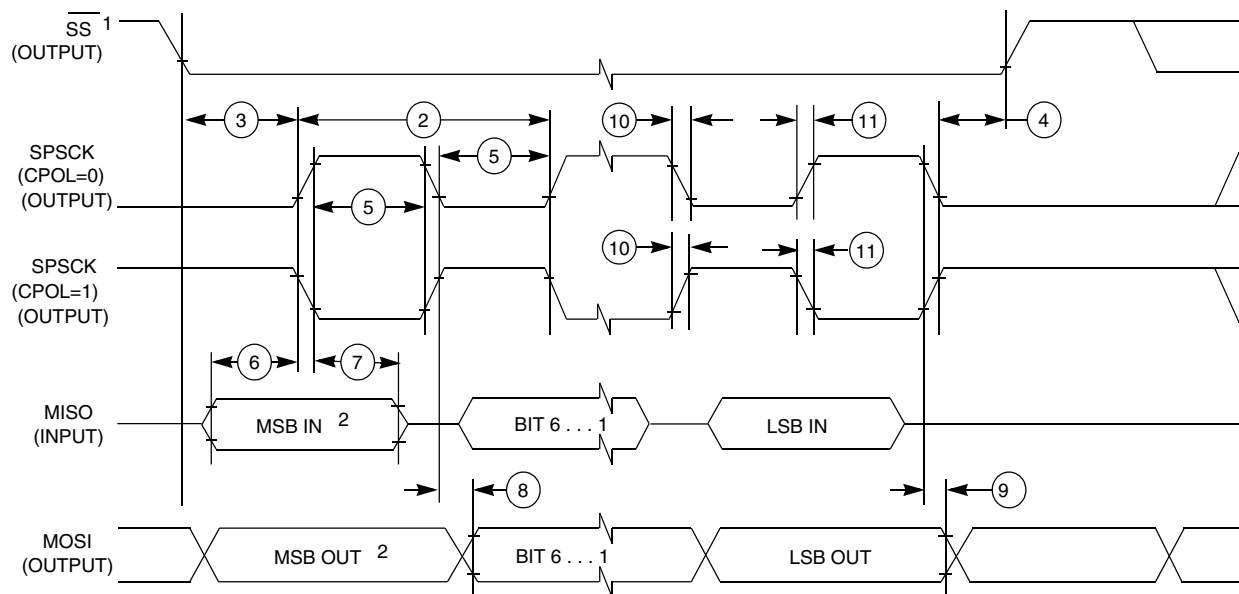 SS 1
(OUTPUT)
3
2
10
11
4
SPSCK
(CPOL=0)
(OUTPUT)
5
5
SPSCK
(CPOL=1)
(OUTPUT)
10
11
6
7
MISO
(INPUT)
MSB IN 2
BIT 6 . . . 1
LSB IN
8
9
MOSI
(OUTPUT)
MSB OUT 2
BIT 6 . . . 1
LSB OUT